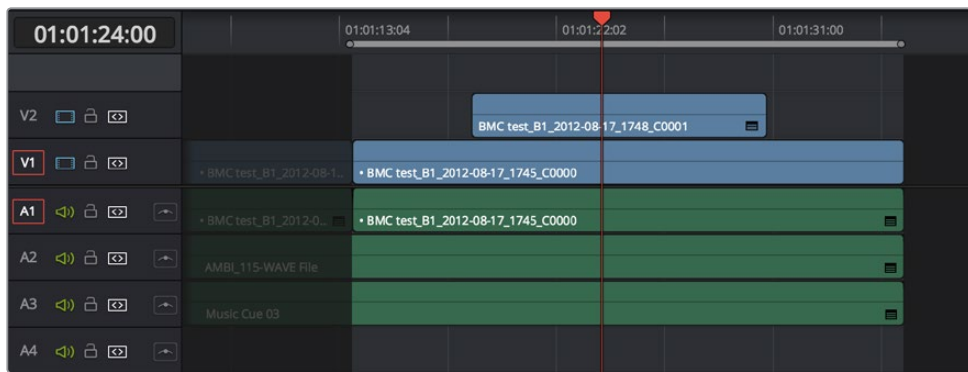 01:01:24:00
01:01:13:04 01:01:22:02 01:01:31:00
V2
BMC test_B1_2012-08-17_1748_C0001
V1
• BMC test_B1_2012-08-1... • BMC test_B1_2012-08-17_1745_C0000
A1
• BMC test_B1_2012-0... • BMC test_B1_2012-08-17_1745_C0000
A2
AMBI_115-WAVE File
A3
Music Cue 03
A4